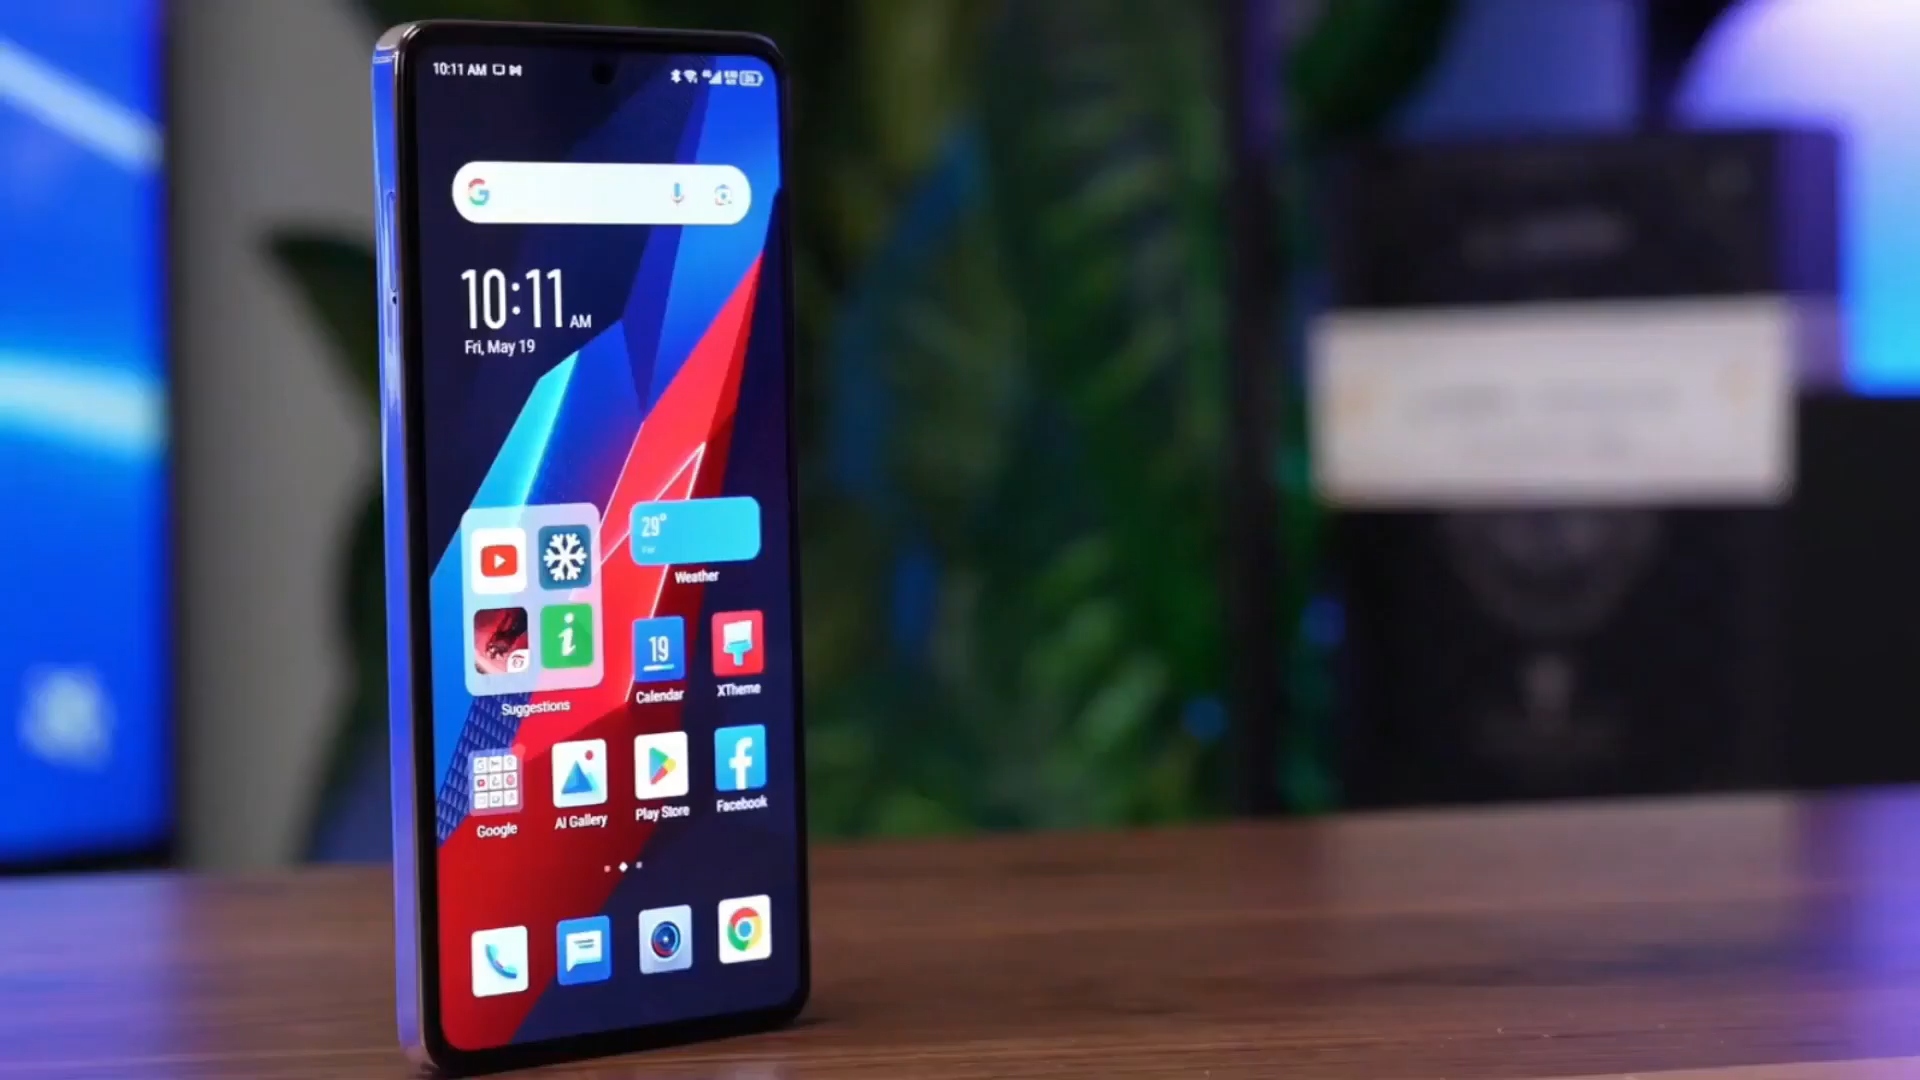 10:11 AM
G
10:11 AM
Fri, May 19
29°
Weather
19
Calendar
XTheme
Suggestions
Google
AI Gallery
Play Store
Facebook